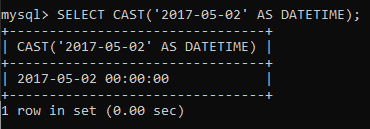 mysql> SELECT CAST('2017-05-02' AS DATETIME);
+--------------------------------+
| CAST('2017-05-02' AS DATETIME) |
+--------------------------------+
| 2017-05-02 00:00:00            |
+--------------------------------+
1 row in set (0.00 sec)